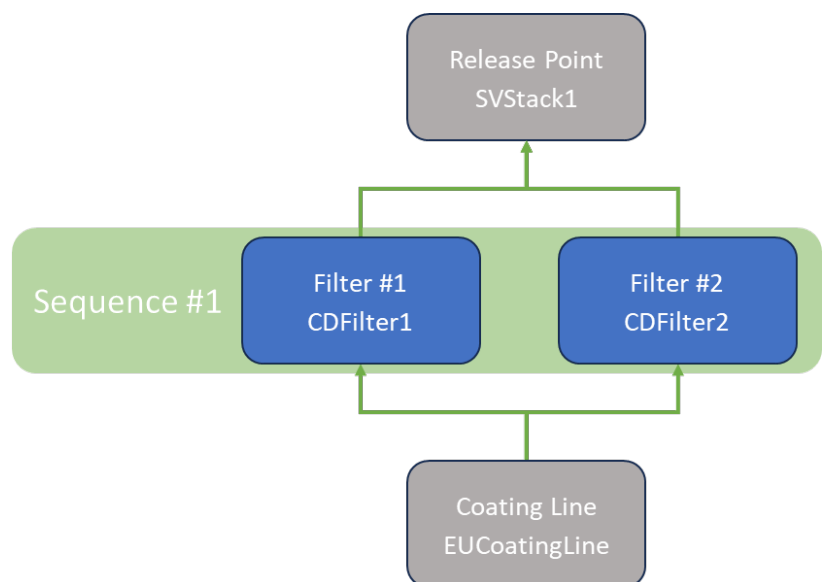 Release Point
SVStack1
Sequence #1
Filter #1
CDFilter1
Filter #2
CDFilter2
Coating Line
EUCoatingLine